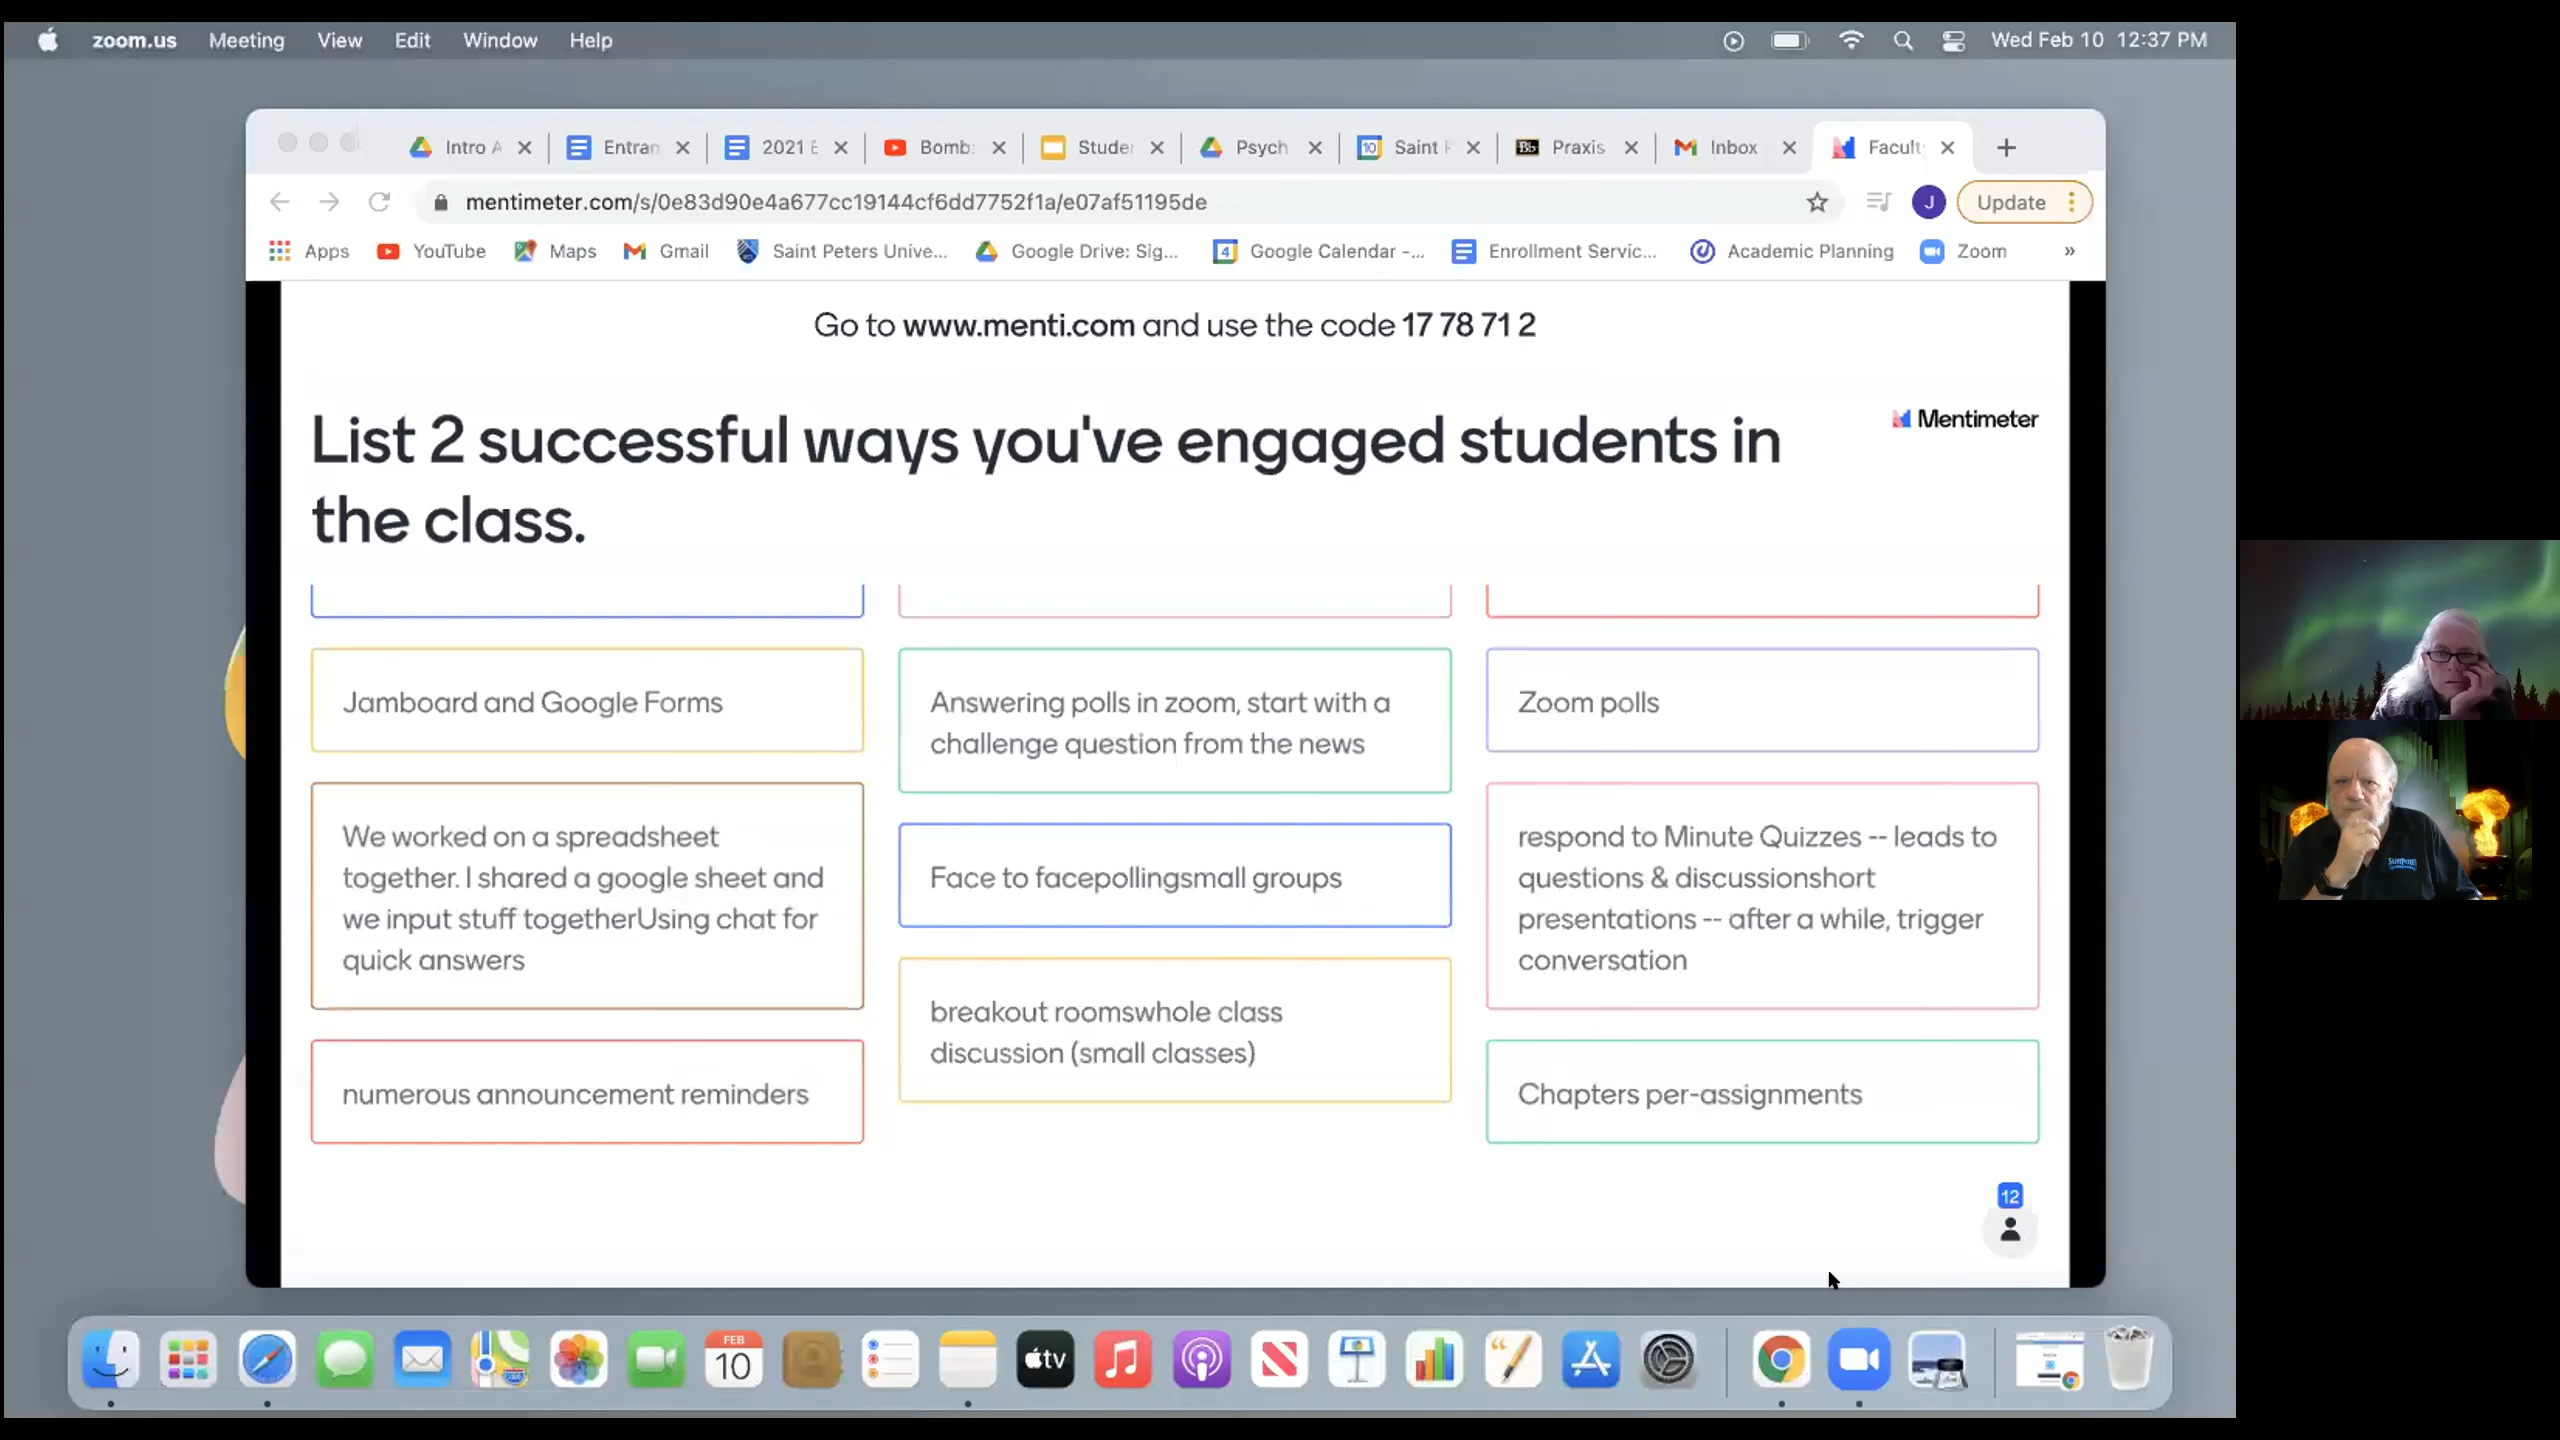 zoom.us Meeting View Edit Window Help Wed Feb 10 12:37 PM
Intro A Entran 2021 E Bomb: Studer Psych 10 Saint P Bb Praxis Inbox Facult
mentimeter.com/s/0e83d90e4a677cc19144cf6dd7752f1a/e07af51195de J Update
Apps YouTube Maps Gmail Saint Peters Unive... Google Drive: Sig... 4 Google Calendar -... Enrollment Servic... Academic Planning Zoom »
Go to www.menti.com and use the code 17 78 71 2
List 2 successful ways you've engaged students in
the class.
Mentimeter
Jamboard and Google Forms
We worked on a spreadsheet
together. I shared a google sheet and
we input stuff togetherUsing chat for
quick answers
numerous announcement reminders
Answering polls in zoom, start with a
challenge question from the news
Face to facepollingsmall groups
breakout roomswhole class
discussion (small classes)
Zoom polls
respond to Minute Quizzes -- leads to
questions & discussionshort
presentations -- after a while, trigger
conversation
Chapters per-assignments
12
FEB
10
tv